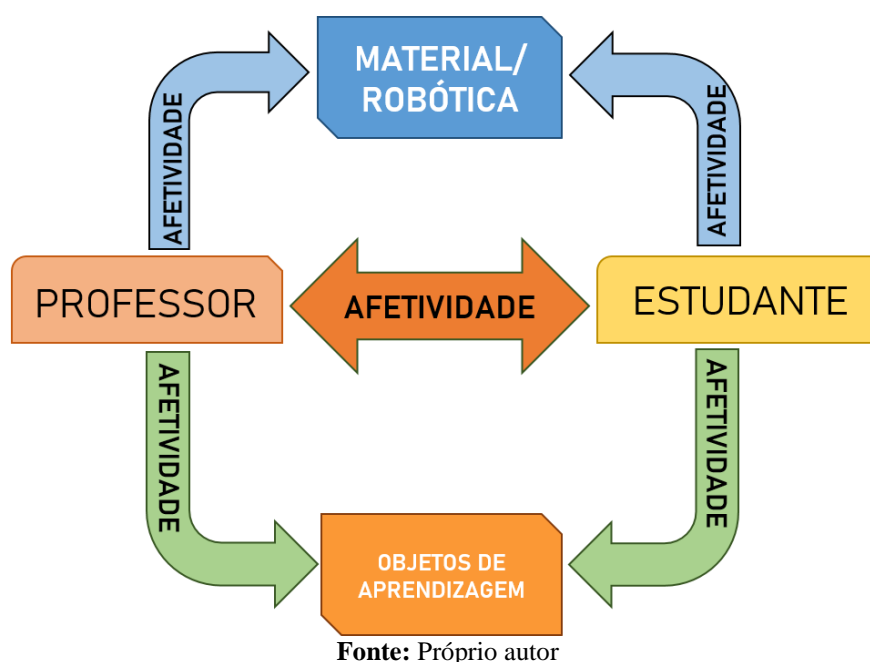 MATERIAL/
ROBÓTICA
AFETIVIDADE
AFETIVIDADE
PROFESSOR
AFETIVIDADE
ESTUDANTE
AFETIVIDADE
AFETIVIDADE
OBJETOS DE
APRENDIZAGEM
Fonte: Próprio autor